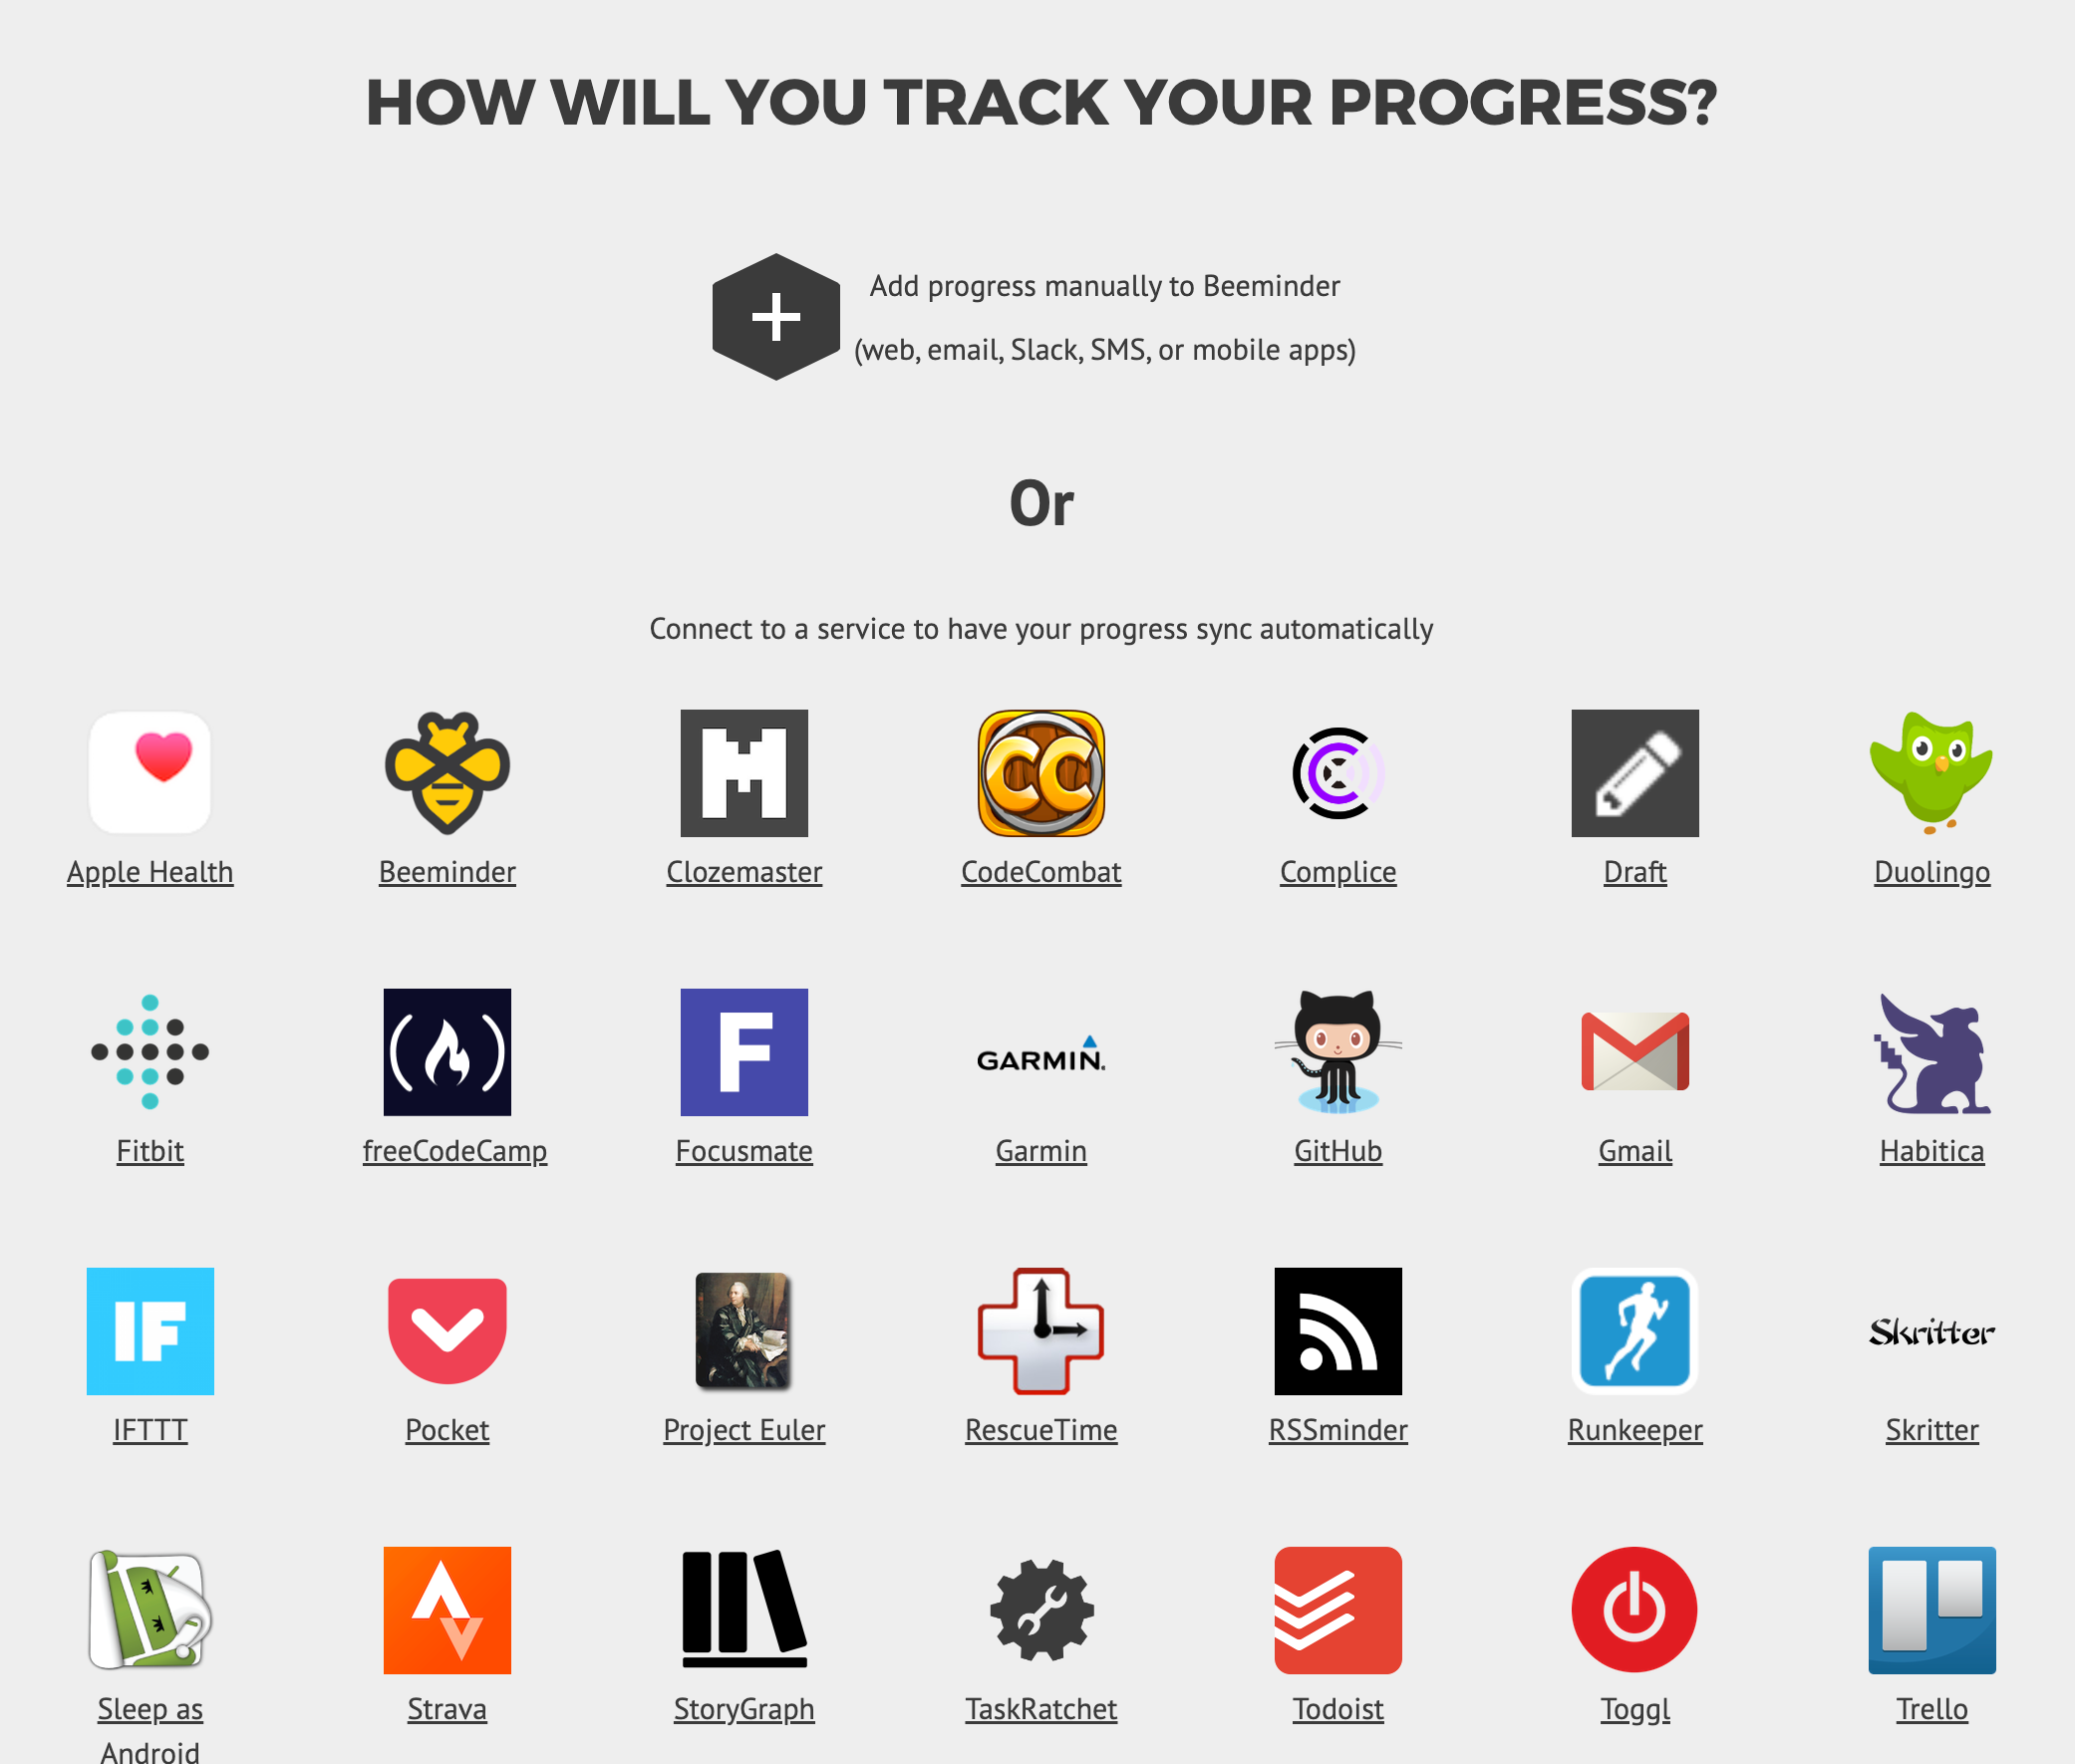 HOW WILL YOU TRACK YOUR PROGRESS?
Add progress manually to Beeminder
(web, email, Slack, SMS, or mobile apps)
Or
Connect to a service to have your progress sync automatically
M
CC
Apple Health
Beeminder
Clozemaster
CodeCombat
Complice
Draft
Duolingo
F
GARMIN
Fitbit
freeCodeCamp
Focusmate
Garmin
GitHub
Gmail
Habitica
IF
Skritter
IFTTT
Pocket
Project Euler
RescueTime
RSSminder
Runkeeper
Skritter
Sleep as
Android
Strava
StoryGraph
TaskRatchet
Todoist
Toggl
Trello